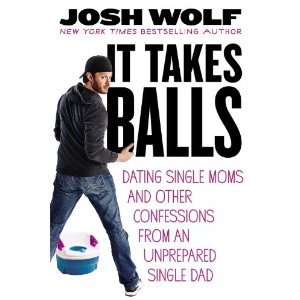 JOSH WOLF
NEW YORK TIMES BESTSELLING AUTHOR
IT TAKES
BALLS
DATING SINGLE MOMS
AND OTHER
CONFESSIONS
FROM AN
UNPREPARED
SINGLE DAD